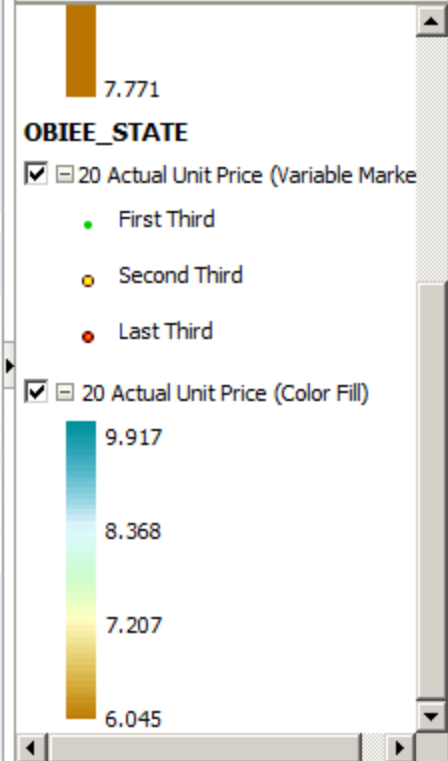 7.771
OBIEE_STATE
20 Actual Unit Price (Variable Marke
First Third
Second Third
Last Third
20 Actual Unit Price (Color Fill)
9.917
8.368
7.207
6.045